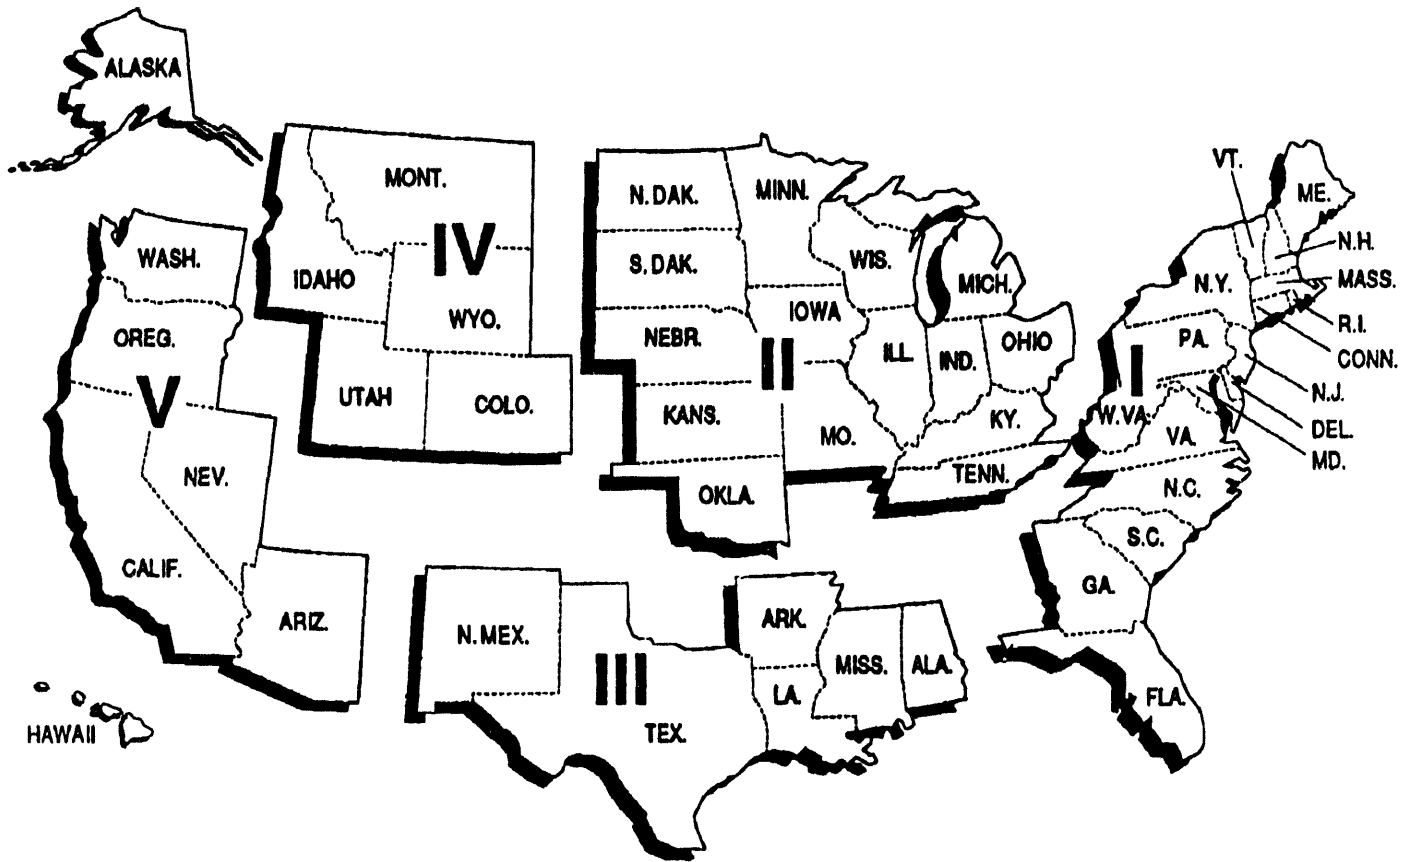 ALASKA
WASH.
OREG.
V
NEV.
CALIF.
ARIZ.
HAWAII
MONT.
IV
IDAHO
WYO.
UTAH
COLO.
N. DAK.
MINN.
S. DAK.
WIS.
MICH.
IOWA
NEBR.
II
ILL.
IND.
OHIO
KANS.
MO.
KY.
OKLA.
TENN.
N. MEX.
III
TEX.
ARK.
LA.
MISS.
ALA.
VT.
ME.
N.H.
MASS.
N.Y.
R.I.
CONN.
PA.
I
N.J.
DEL.
MD.
W.VA
VA.
N.C.
S.C.
GA.
FLA.